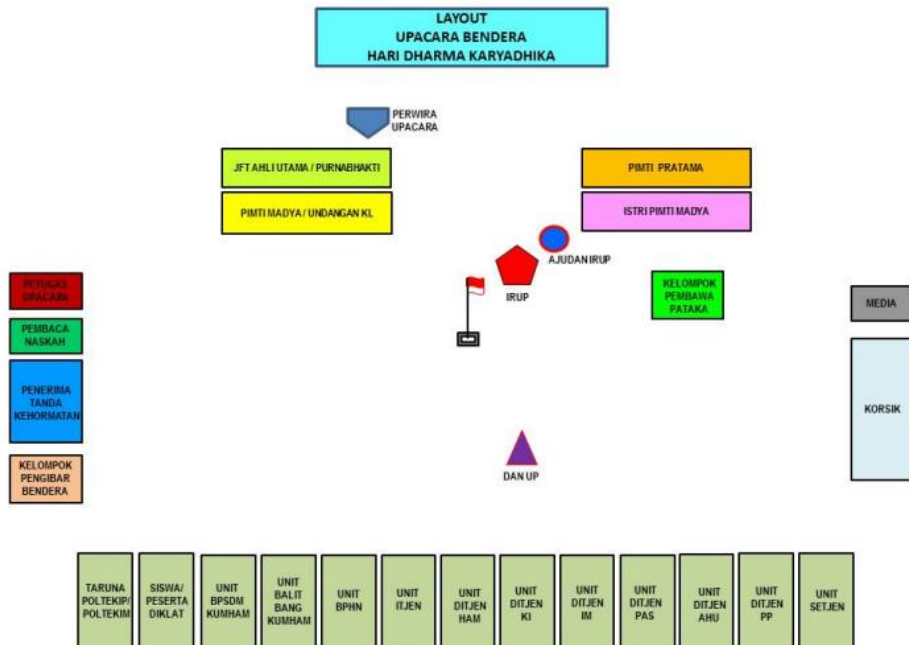 LAYOUT
UPACARA BENDERA
HARI DHARMA KARYADHIKA
PERWIRA
UPACARA
JFT AHLI UTAMA / PURNABHAKTI
PIMTI PRATAMA
PIMTI MADYA / UNDANGAN KL
ISTRI PIMTI MADYA
AJUDAN IRUP
IRUP
PETUGAS
UPACARA
KELOMPOK
PEMBAWA
PATAKA
MEDIA
PEMBACA
NASKAH
PENERIMA
TANDA
KEHORMATAN
KORSIK
KELOMPOK
PENGIBAR
BENDERA
DAN UP
TARUNA
POLTEKIP/
POLTEKIM
SISWA/
PESERTA
DIKLAT
UNIT
BPSDM
KUMHAM
UNIT
BALIT
BANG
KUMHAM
UNIT
BPHN
UNIT
ITJEN
UNIT
DITJEN
HAM
UNIT
DITJEN
KI
UNIT
DITJEN
IM
UNIT
DITJEN
PAS
UNIT
DITJEN
AHU
UNIT
DITJEN
PP
UNIT
SETJEN